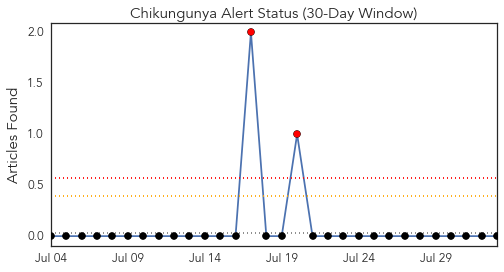 Chikungunya Alert Status (30-Day Window)
Articles Found
2.0
1.5
1.0
0.5
0.0
Jul 04 Jul 09 Jul 14 Jul 19 Jul 24 Jul 29